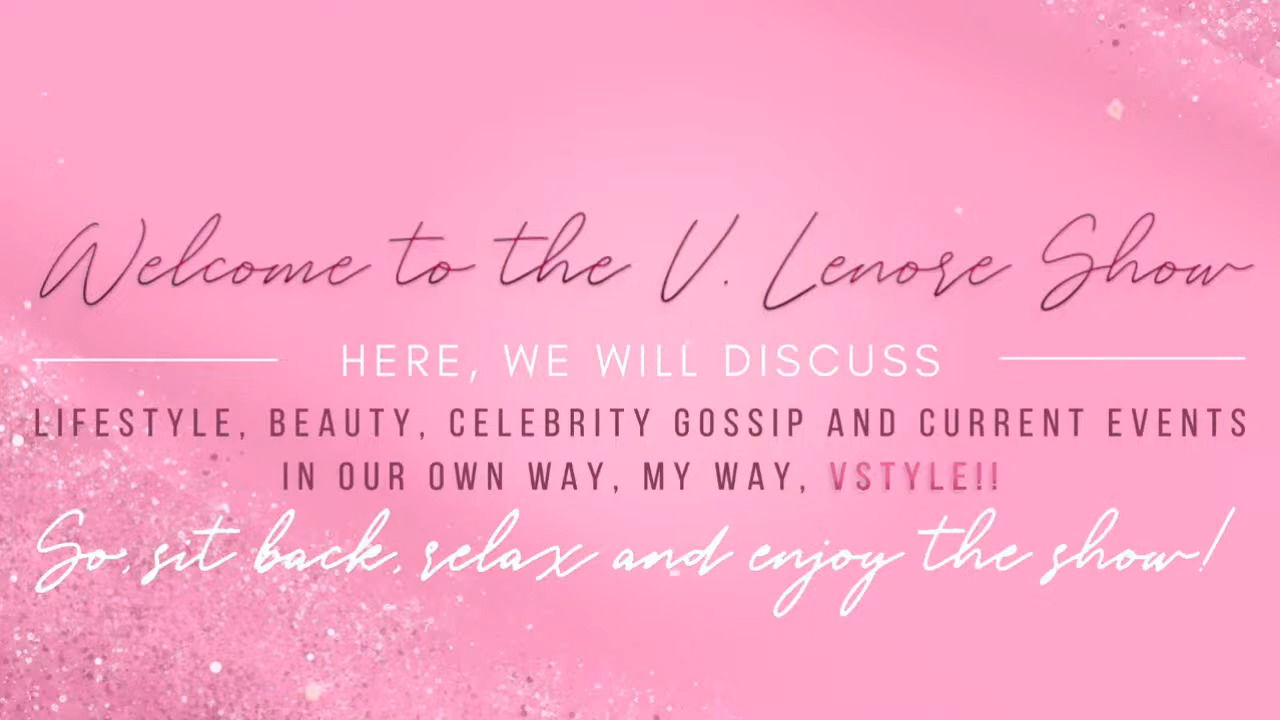 Welcome to the V. Lenore Show
HERE, WE WILL DISCUSS
LIFESTYLE, BEAUTY, CELEBRITY GOSSIP AND CURRENT EVENTS
IN OUR OWN WAY, MY WAY, VSTYLE!!
So, sit back, relax and enjoy the show!